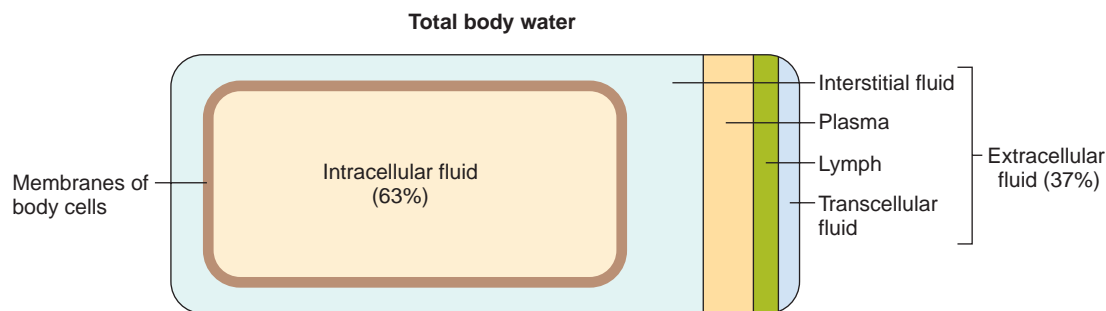 Total body water
Interstitial fluid
Plasma
Lymph
Transcellular
fluid
Extracellular
fluid (37%)
Intracellular fluid
(63%)
Membranes of
body cells